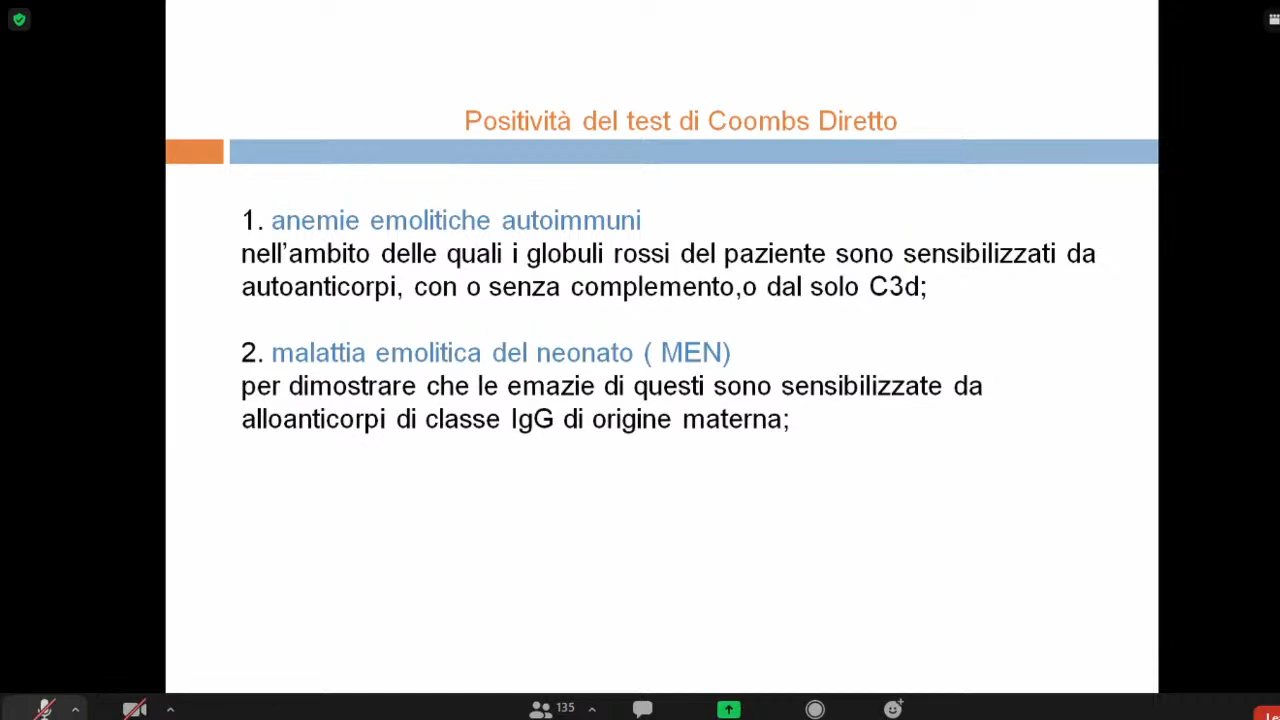 Positività del test di Coombs Diretto
1. anemie emolitiche autoimmuni
nell’ambito delle quali i globuli rossi del paziente sono sensibilizzati da
autoanticorpi, con o senza complemento,o dal solo C3d;
2. malattia emolitica del neonato ( MEN)
per dimostrare che le emazie di questi sono sensibilizzate da
alloanticorpi di classe IgG di origine materna;
135